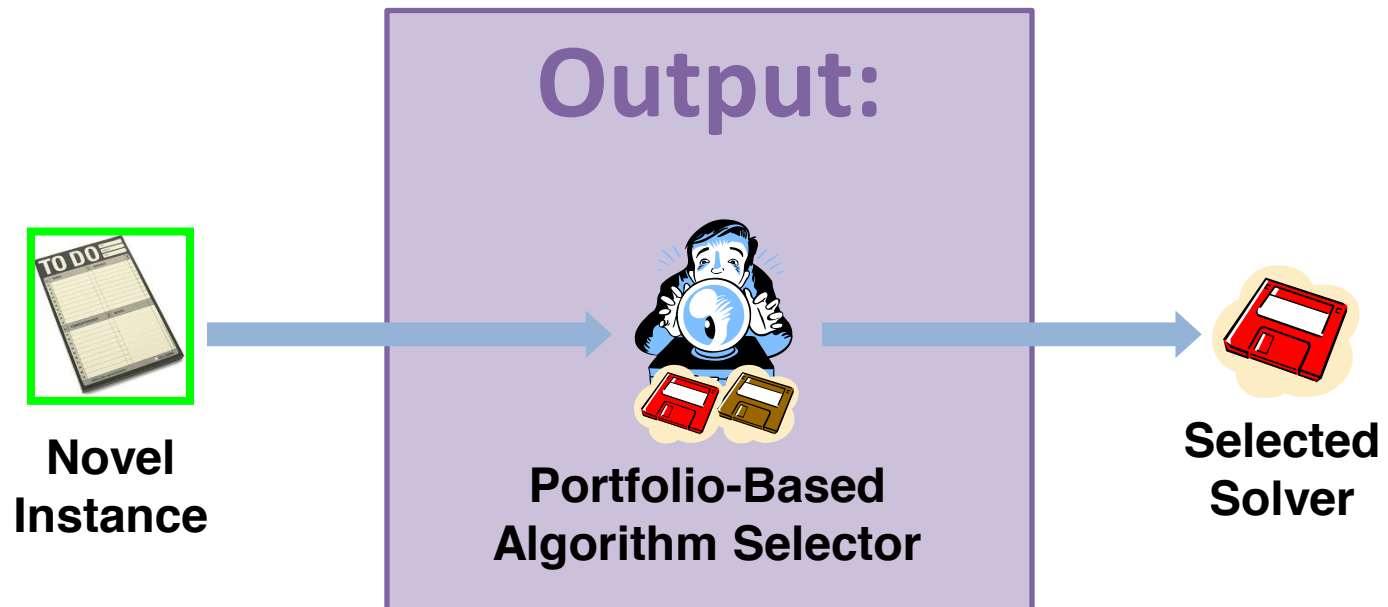 Output:
TO DO
Novel
Instance
Portfolio-Based
Algorithm Selector
Selected
Solver